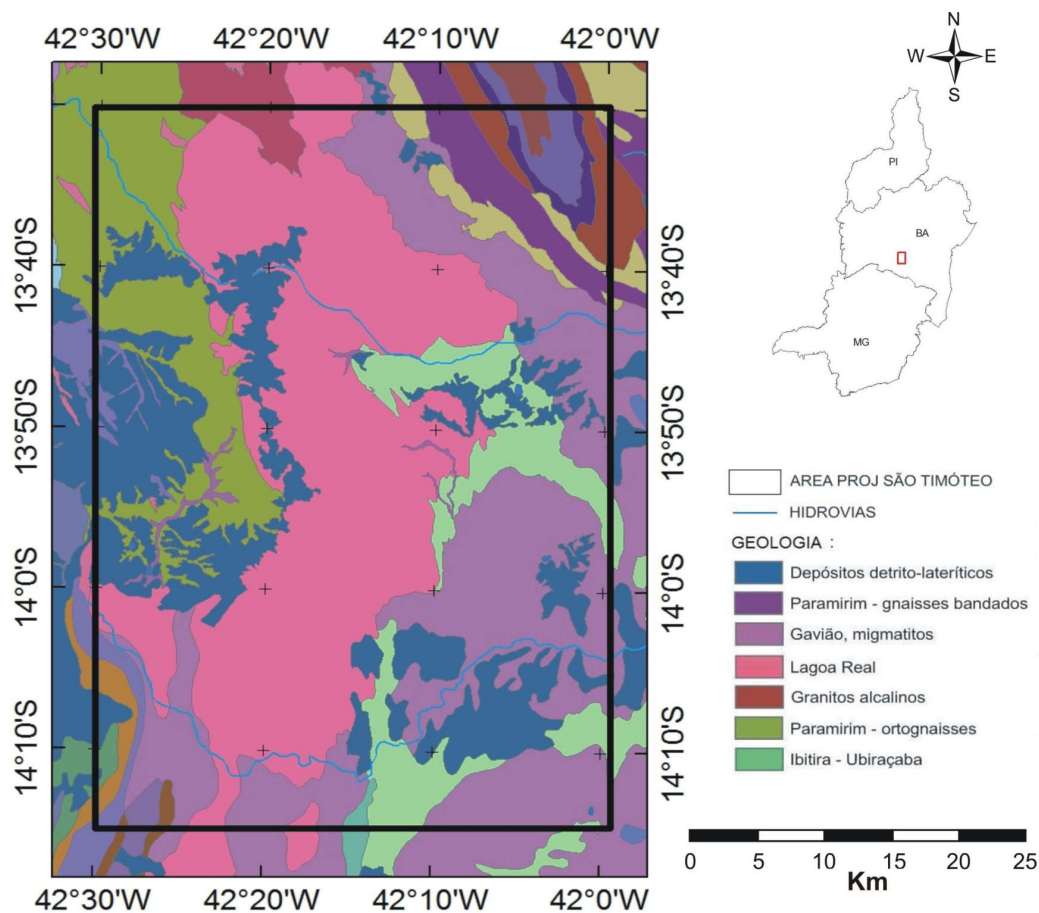 42°30'W 42°20'W 42°10'W 42°0'W
13°40'S
13°50'S
14°0'S
14°10'S
13°40'S
13°50'S
14°0'S
14°10'S
42°30'W 42°20'W 42°10'W 42°0'W
N
W E
S
PI
BA
MG
AREA PROJ SÃO TIMÓTEO
HIDROVIAS
GEOLOGIA :
Depósitos detrito-lateríticos
Paramirim - gnaisses bandados
Gavião, migmatitos
Lagoa Real
Granitos alcalinos
Paramirim - ortognaisses
Ibitira - Ubiraçaba
0 5 10 15 20 25
Km